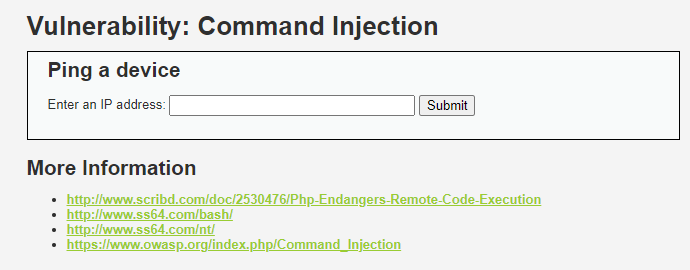 Vulnerability: Command Injection
Ping a device
Enter an IP address: Submit
More Information
http://www.scribd.com/doc/2530476/Php-Endangers-Remote-Code-Execution
http://www.ss64.com/bash/
http://www.ss64.com/nt/
https://www.owasp.org/index.php/Command_Injection